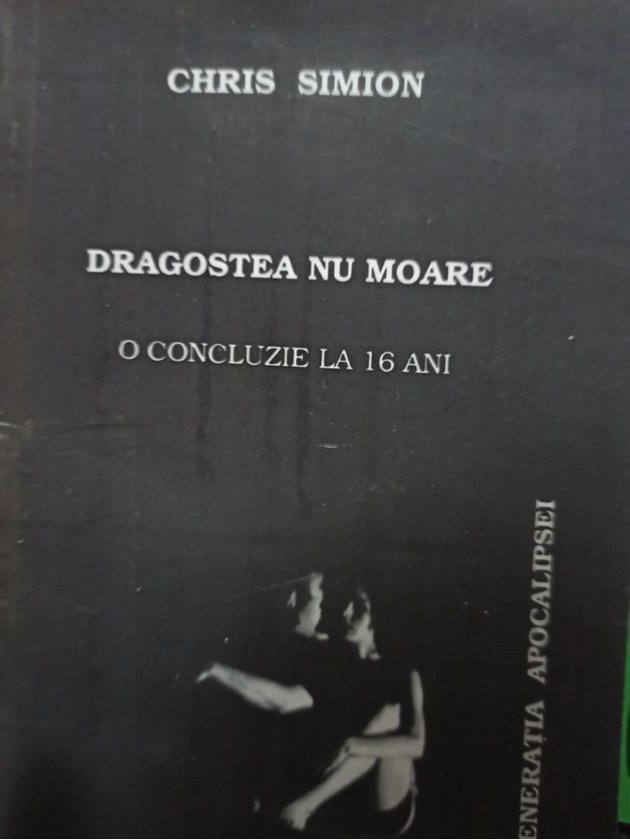 CHRIS SIMION
DRAGOSTEA NU MOARE
O CONCLUZIE LA 16 ANI
ENERAȚIA APOCALIPSEI